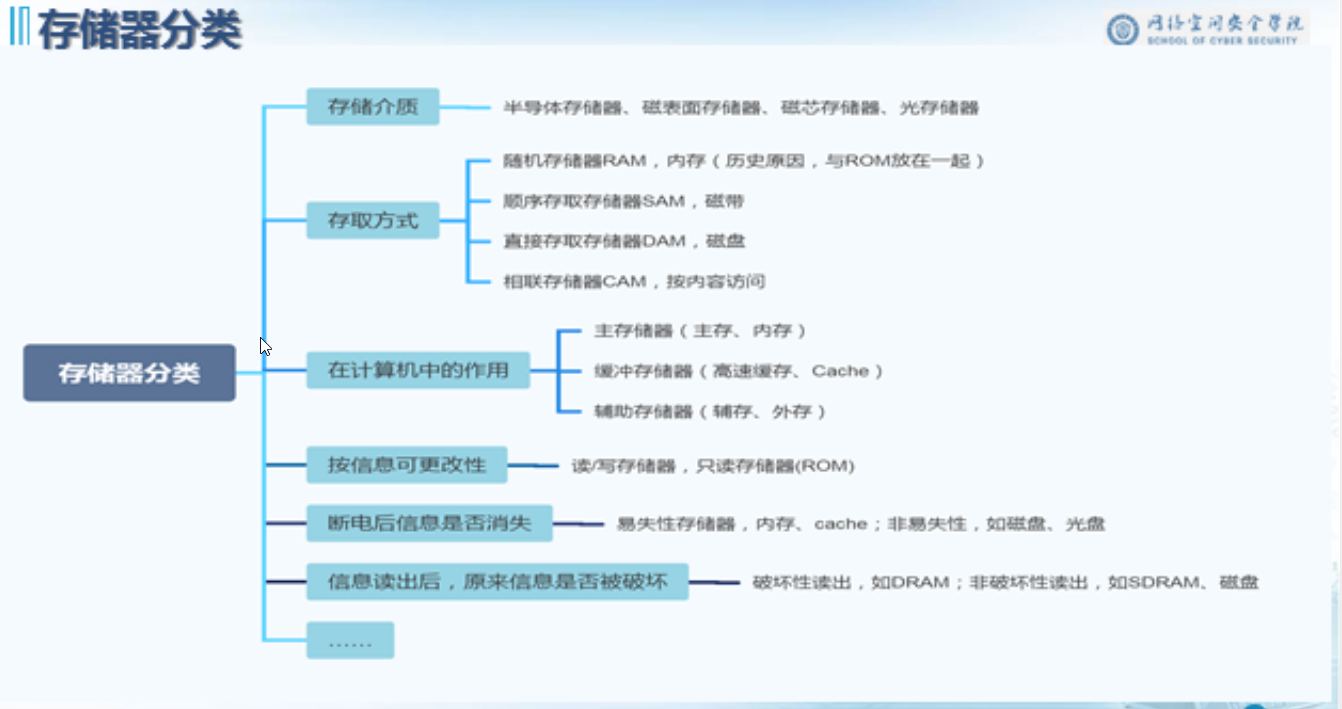 存储器分类
网络空间安全学院
SCHOOL OF CYBER SECURITY
存储介质
半导体存储器、磁表面存储器、磁芯存储器、光存储器
存取方式
随机存储器RAM，内存（历史原因，与ROM放在一起）
顺序存取存储器SAM，磁带
直接存取存储器DAM，磁盘
相联存储器CAM，按内容访问
存储器分类
在计算机中的作用
主存储器（主存、内存）
缓冲存储器（高速缓存、Cache）
辅助存储器（辅存、外存）
按信息可更改性
读/写存储器，只读存储器(ROM)
断电后信息是否消失
易失性存储器，内存、cache；非易失性，如磁盘、光盘
信息读出后，原来信息是否被破坏
破坏性读出，如DRAM；非破坏性读出，如SDRAM、磁盘
……